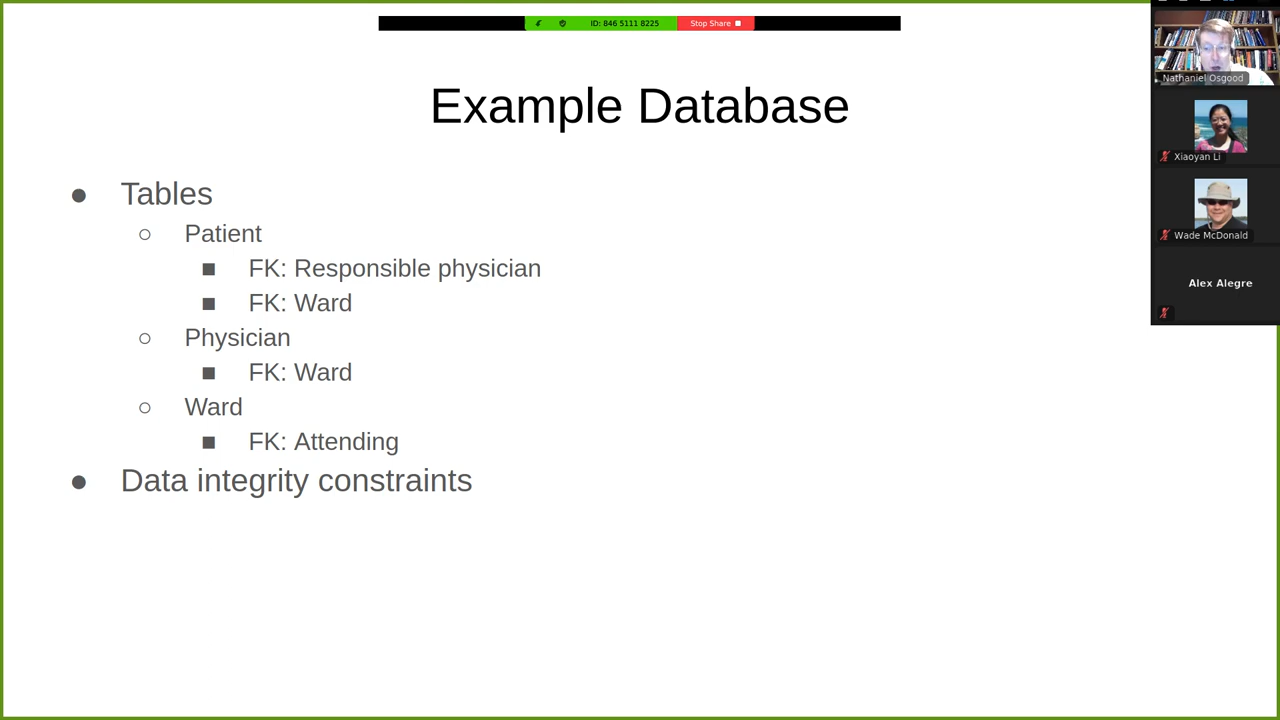 ID: 846 5111 8225 Stop Share
Example Database
Tables
Patient
FK: Responsible physician
FK: Ward
Physician
FK: Ward
Ward
FK: Attending
Data integrity constraints
Nathaniel Osgood
Xiaoyan Li
Wade McDonald
Alex Alegre